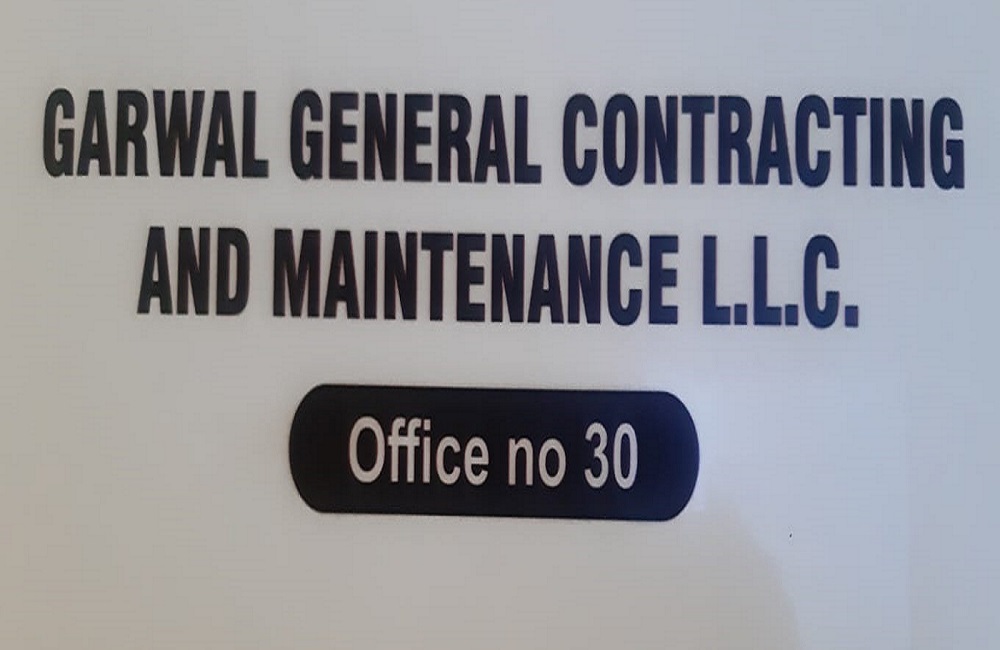 GARWAL GENERAL CONTRACTING
AND MAINTENANCE L.L.C.
Office no 30